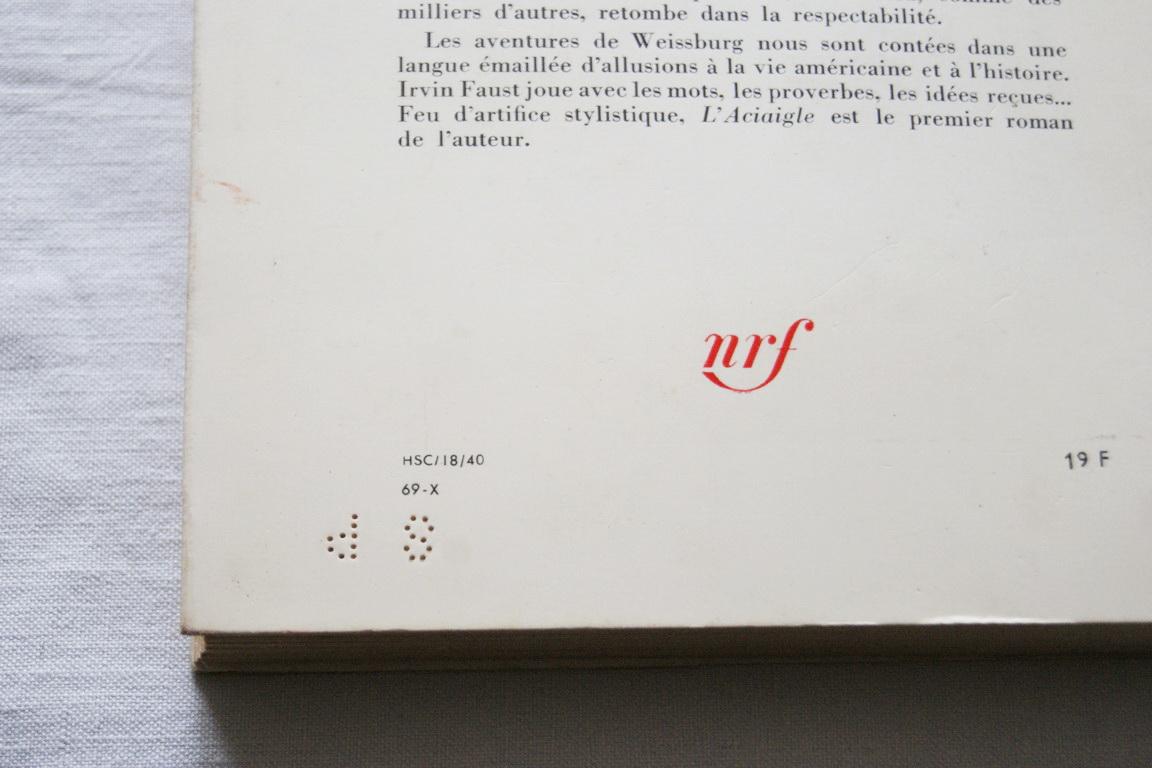 milliers d'autres, retombe dans la respectabilité.
Les aventures de Weissburg nous sont contées dans une
langue émaillée d'allusions à la vie américaine et à l'histoire.
Irvin Faust joue avec les mots, les proverbes, les idées reçues...
Feu d'artifice stylistique, L'Aciaigle est le premier roman
de l'auteur.
nrf
HSC/18/40
19 F
69-X